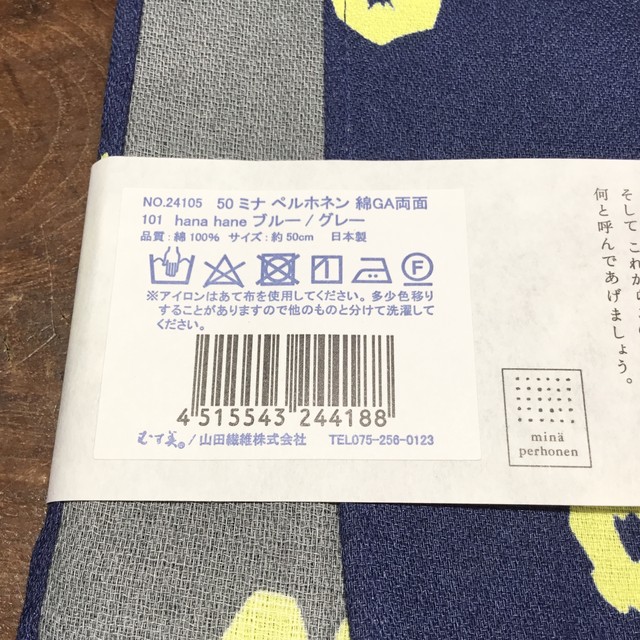 NO.24105 50 ミナ ペルホネン 綿GA両面
101 hana hane ブルー / グレー
品質：綿 100% サイズ：約 50cm 日本製
※アイロンはあて布を使用してください。多少色移り
することがありますので他のものと分けて洗濯して
ください。
4 515543 244188
むす美® / 山田繊維株式会社 TEL075-256-0123
そして これか
何と呼んであげましょう。
minä
perhonen